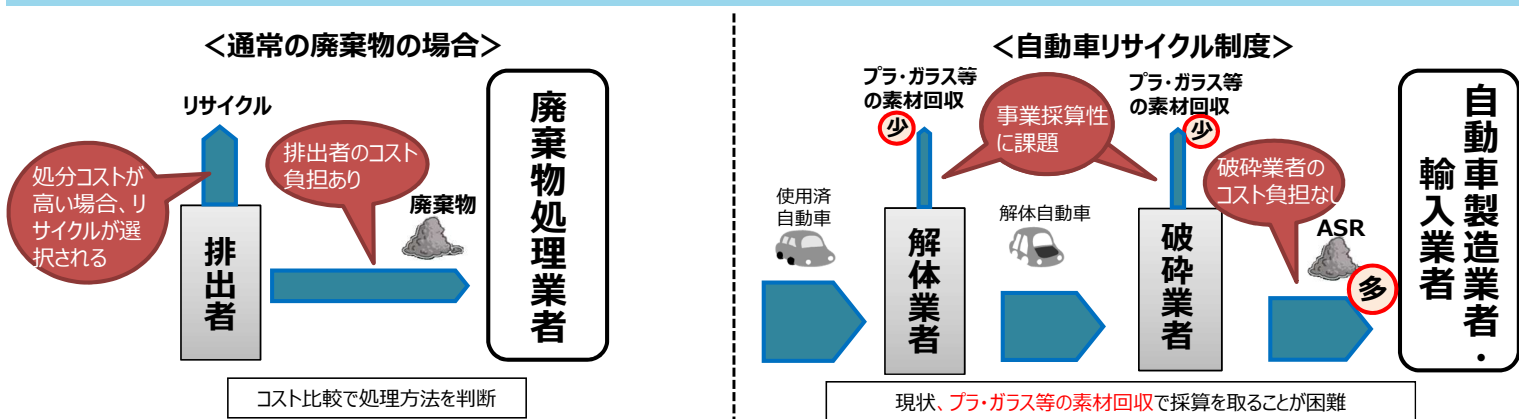 ＜通常の廃棄物の場合＞
リサイクル
処分コストが
高い場合、リ
サイクルが選
択される
排出者のコスト
負担あり
廃棄物
排出者
廃棄物処理業者
コスト比較で処理方法を判断
＜自動車リサイクル制度＞
プラ・ガラス等
の素材回収
少
事業採算性
に課題
プラ・ガラス等
の素材回収
少
破砕業者の
コスト負担なし
使用済
自動車
解体業者
解体自動車
破砕業者
ASR
多
自動車製造業者・
輸入業者
現状、プラ・ガラス等の素材回収で採算を取ることが困難